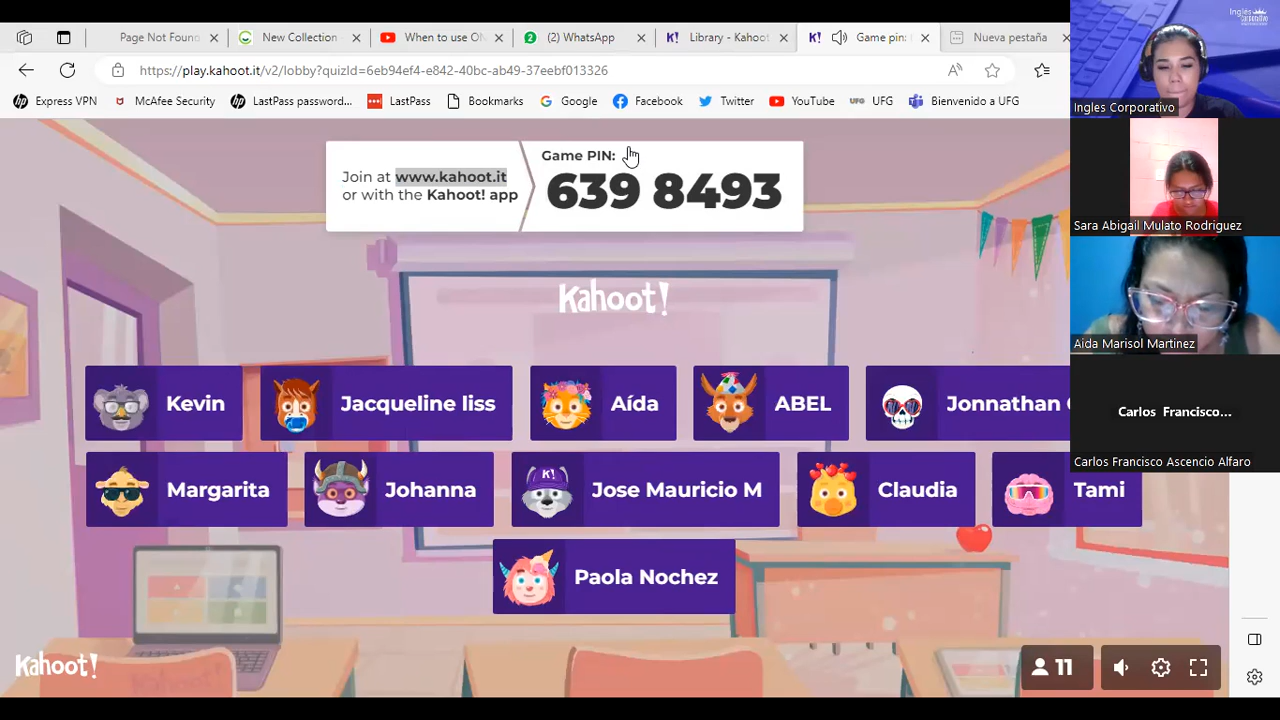 Page Not Foun
New Collection
When to use O
(2) WhatsApp
Library - Kahoot
Game pin:
Nueva pestaña
https://play.kahoot.it/v2/lobby?quizId=6eb94ef4-e842-40bc-ab49-37eebf013326
Express VPN
McAfee Security
LastPass password...
LastPass
Bookmarks
Google
Facebook
Twitter
YouTube
UFG
Bienvenido a UFG
Join at www.kahoot.it
or with the Kahoot! app
Game PIN:
639 8493
Kahoot!
Kevin
Jacqueline liss
Aída
ABEL
Jonnathan
Margarita
Johanna
Jose Mauricio M
Claudia
Tami
Paola Nochez
Kahoot!
11
Inglés
corporativo
Ingles Corporativo
Sara Abigail Mulato Rodriguez
Aida Marisol Martinez
Carlos Francisco...
Carlos Francisco Ascencio Alfaro